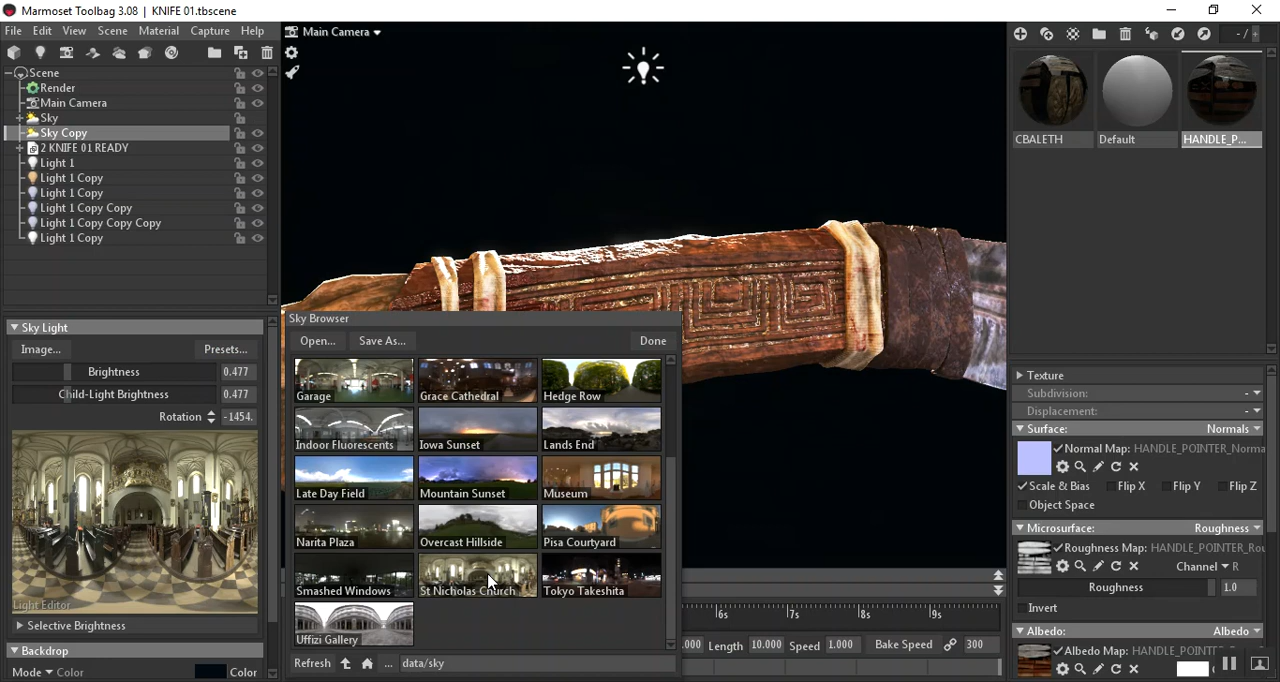 Marmoset Toolbag 3.08 | KNIFE 01.tbscene
File Edit View Scene Material Capture Help
Main Camera
- / +
Scene
Render
Main Camera
Sky
Sky Copy
2 KNIFE 01 READY
Light 1
Light 1 Copy
Light 1 Copy
Light 1 Copy Copy
Light 1 Copy Copy Copy
Light 1 Copy
CBALETH Default HANDLE_P...
Sky Light
Image... Presets...
Brightness 0.477
Child-Light Brightness 0.477
Rotation -1454.
Light Editor
Selective Brightness
Backdrop
Mode Color Color
Sky Browser
Open... Save As... Done
Garage Grace Cathedral Hedge Row
Indoor Fluorescents Iowa Sunset Lands End
Late Day Field Mountain Sunset Museum
Narita Plaza Overcast Hillside Pisa Courtyard
Smashed Windows St Nicholas Church Tokyo Takeshita
Uffizi Gallery
Refresh ... data/sky
6s 7s 8s 9s
.000 Length 10.000 Speed 1.000 Bake Speed 300
Texture
Subdivision: -
Displacement: -
Surface: Normals
Normal Map: HANDLE_POINTER_Norma
Scale & Bias Flip X Flip Y Flip Z
Object Space
Microsurface: Roughness
Roughness Map: HANDLE_POINTER_Rou
Channel R
Roughness 1.0
Invert
Albedo: Albedo
Albedo Map: HANDLE_POINTER